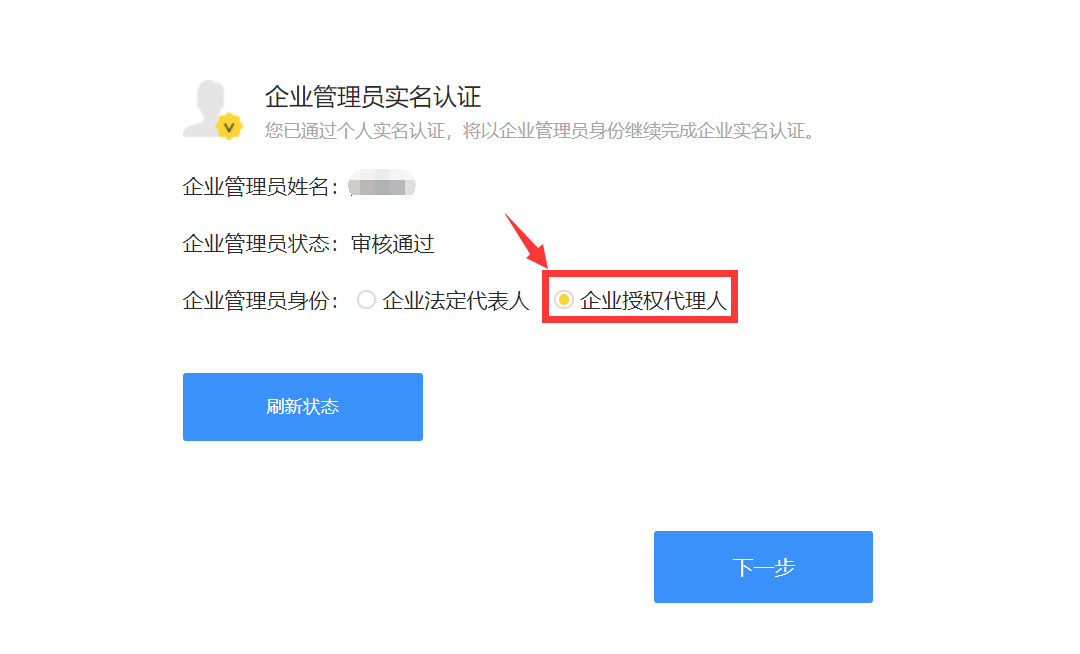 企业管理员实名认证
您已通过个人实名认证，将以企业管理员身份继续完成企业实名认证。
企业管理员姓名：
企业管理员状态：审核通过
企业管理员身份： 企业法定代表人 企业授权代理人
刷新状态
下一步